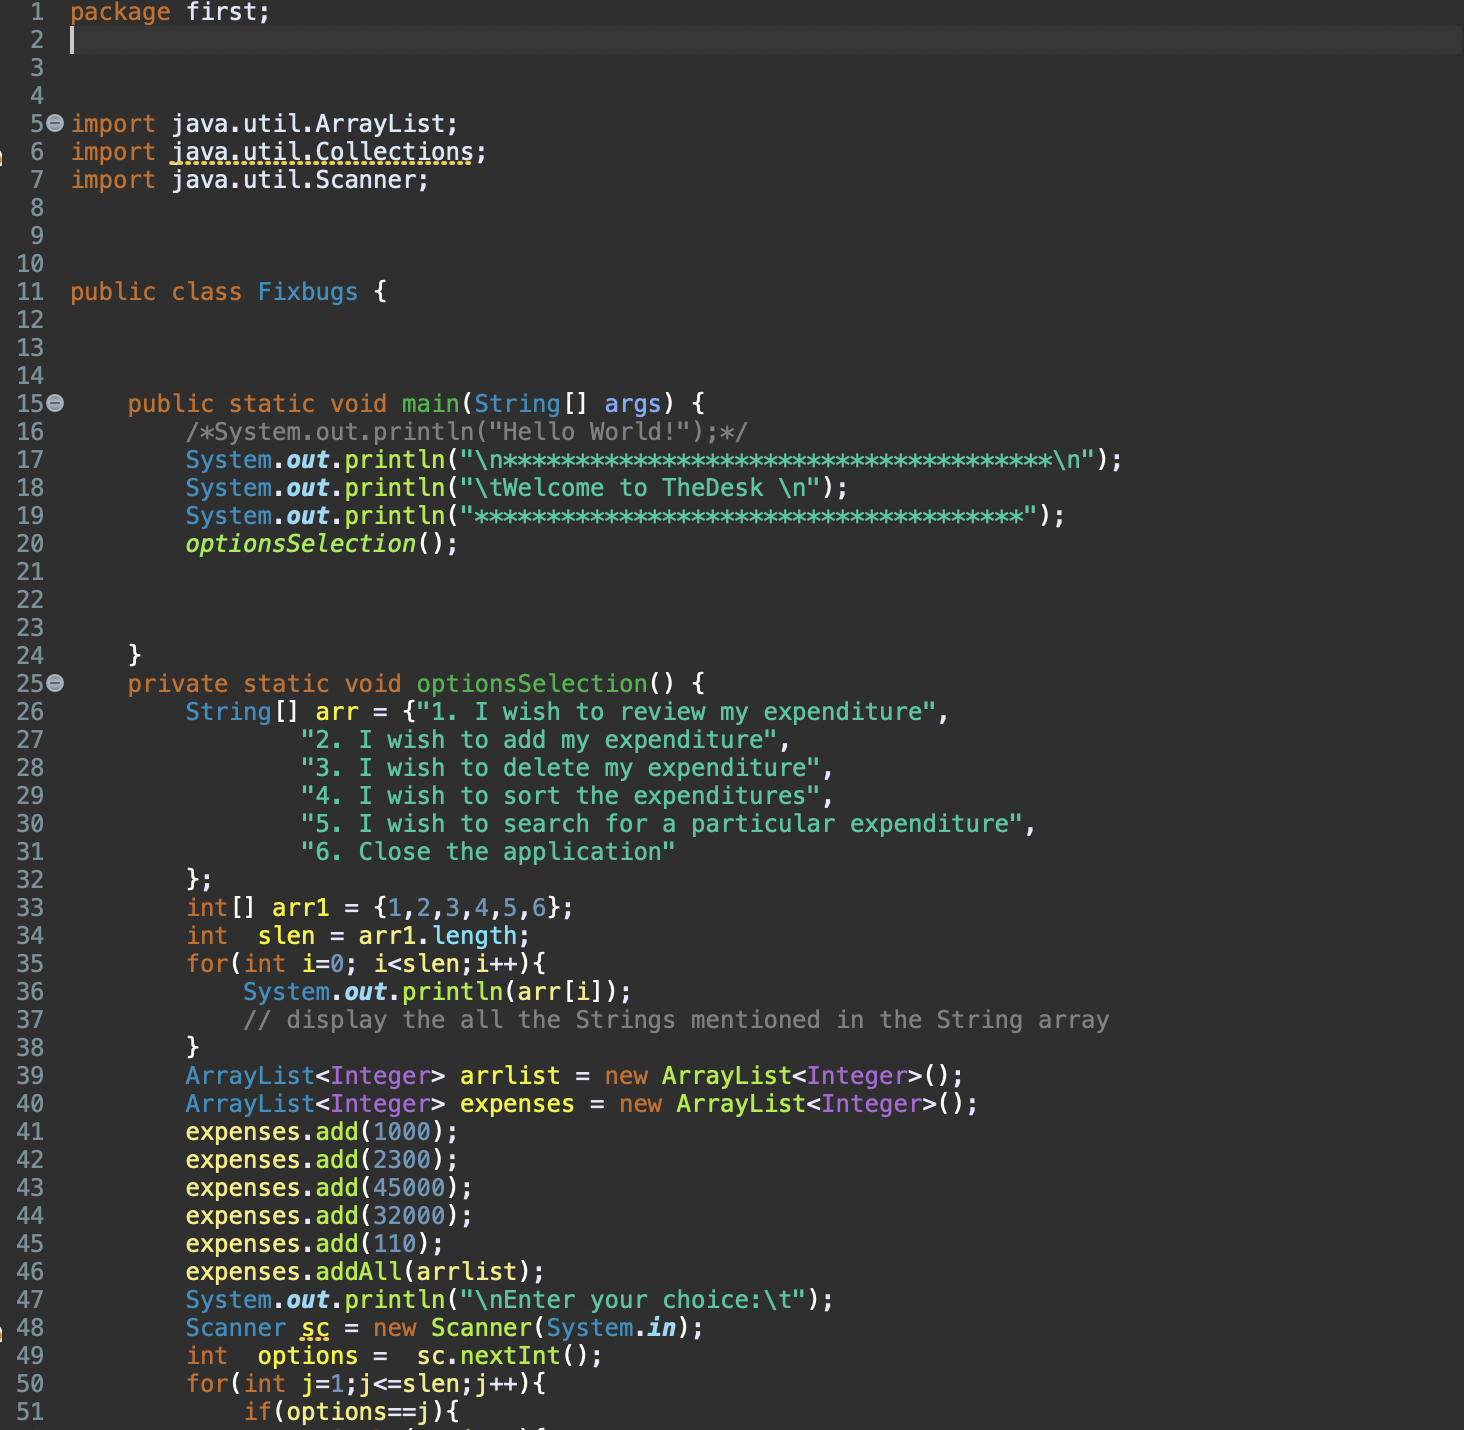 1 package first;
2
3
4
5 import java.util.ArrayList;
6 import java.util.Collections;
7 import java.util.Scanner;
8
9
10
11 public class Fixbugs {
12
13
14
15     public static void main(String[] args) {
16         /*System.out.println("Hello World!");*/
17         System.out.println("\n**************************************\n");
18         System.out.println("\tWelcome to TheDesk \n");
19         System.out.println("**************************************");
20         optionsSelection();
21
22
23
24     }
25     private static void optionsSelection() {
26         String[] arr = {"1. I wish to review my expenditure",
27                 "2. I wish to add my expenditure",
28                 "3. I wish to delete my expenditure",
29                 "4. I wish to sort the expenditures",
30                 "5. I wish to search for a particular expenditure",
31                 "6. Close the application"
32         };
33         int[] arr1 = {1,2,3,4,5,6};
34         int  slen = arr1.length;
35         for(int i=0; i<slen;i++){
36             System.out.println(arr[i]);
37             // display the all the Strings mentioned in the String array
38         }
39         ArrayList<Integer> arrlist = new ArrayList<Integer>();
40         ArrayList<Integer> expenses = new ArrayList<Integer>();
41         expenses.add(1000);
42         expenses.add(2300);
43         expenses.add(45000);
44         expenses.add(32000);
45         expenses.add(110);
46         expenses.addAll(arrlist);
47         System.out.println("\nEnter your choice:\t");
48         Scanner sc = new Scanner(System.in);
49         int  options =  sc.nextInt();
50         for(int j=1;j<=slen;j++){
51             if(options==j){